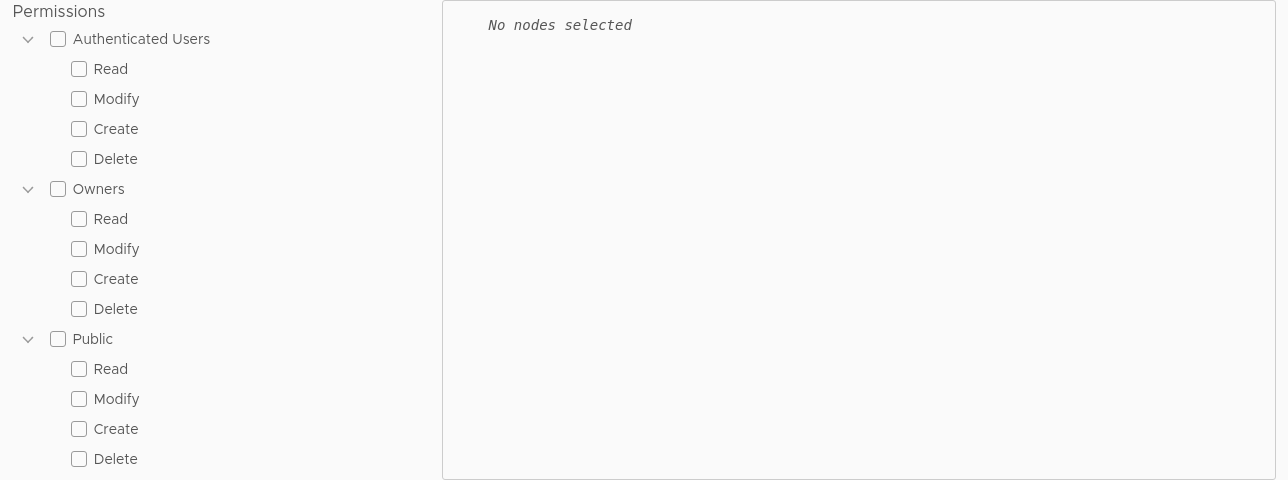 Permissions
Authenticated Users
Read
Modify
Create
Delete
Owners
Read
Modify
Create
Delete
Public
Read
Modify
Create
Delete
No nodes selected